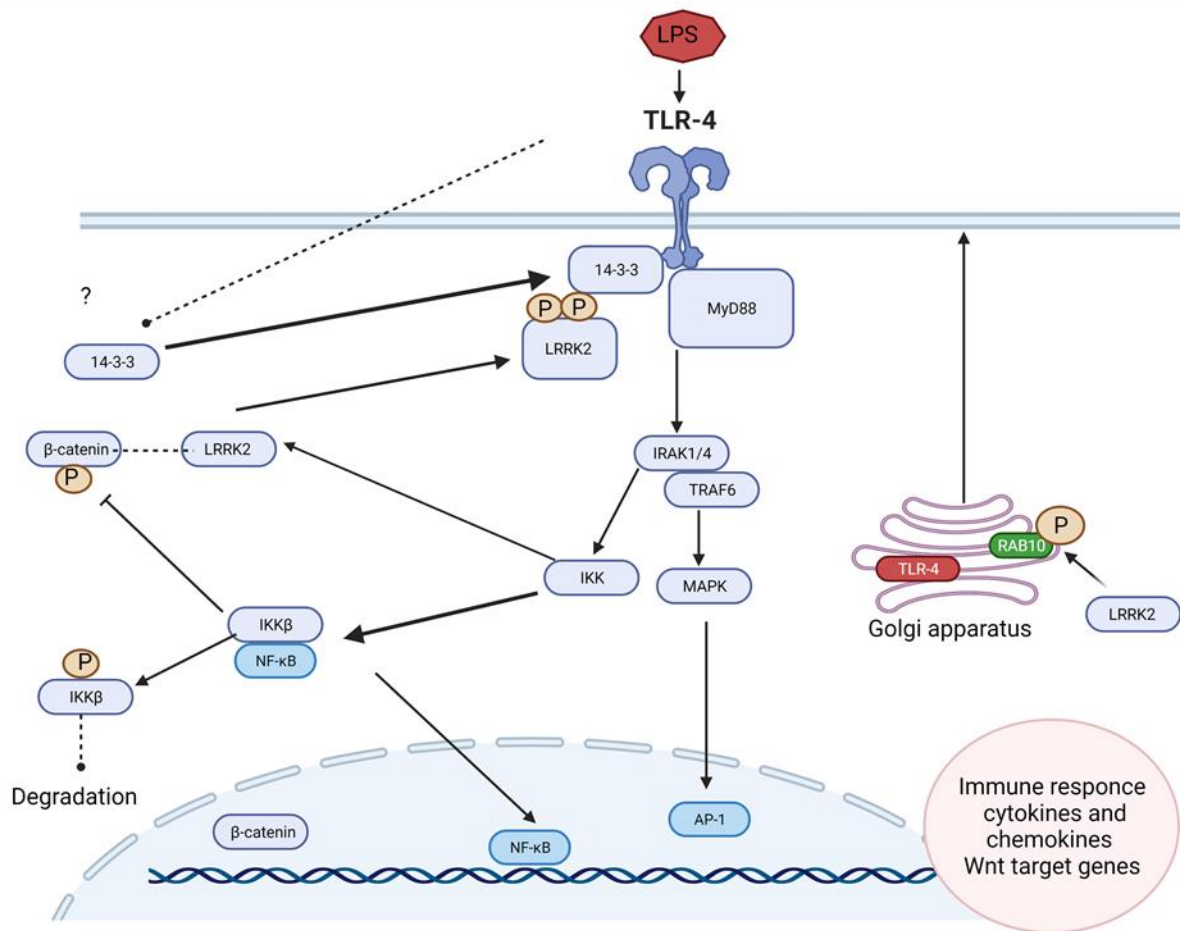 LPS
TLR-4
?
14-3-3
14-3-3
P P
LRRK2
MyD88
β-catenin
P
LRRK2
IRAK1/4
TRAF6
IKK
MAPK
P
RAB10
TLR-4
LRRK2
Golgi apparatus
IKKβ
NF-κB
P
IKKβ
Degradation
β-catenin
NF-κB
AP-1
Immune responce
cytokines and
chemokines
Wnt target genes